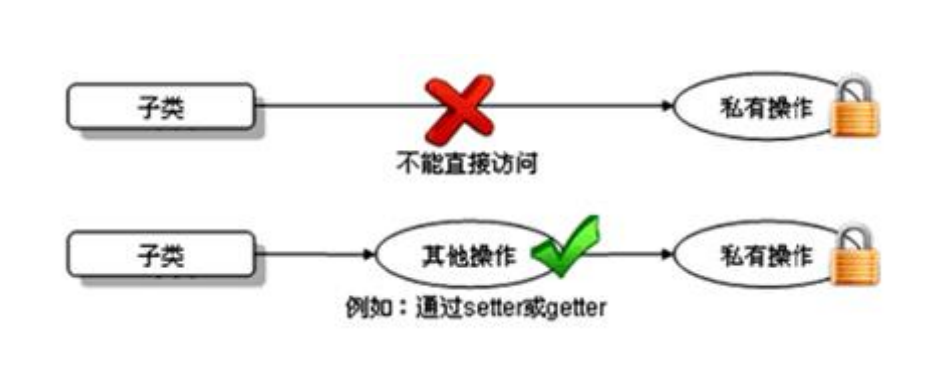 子类
私有操作
不能直接访问
子类
其他操作
私有操作
例如：通过setter或getter